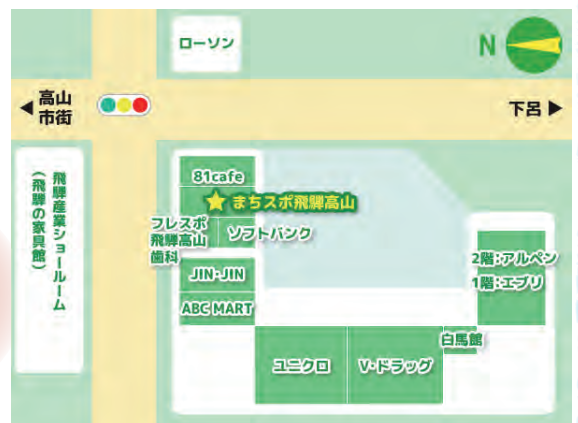 ローソン
N
◀高山
市街
下呂▶
飛騨産業ショールーム
(飛騨の家具館)
81cafe
まちスポ飛騨高山
フレスポ
飛騨高山
歯科
ソフトバンク
JIN-JIN
ABC MART
2階:アルペン
1階:エブリ
白馬館
ユニクロ
V・ドラッグ